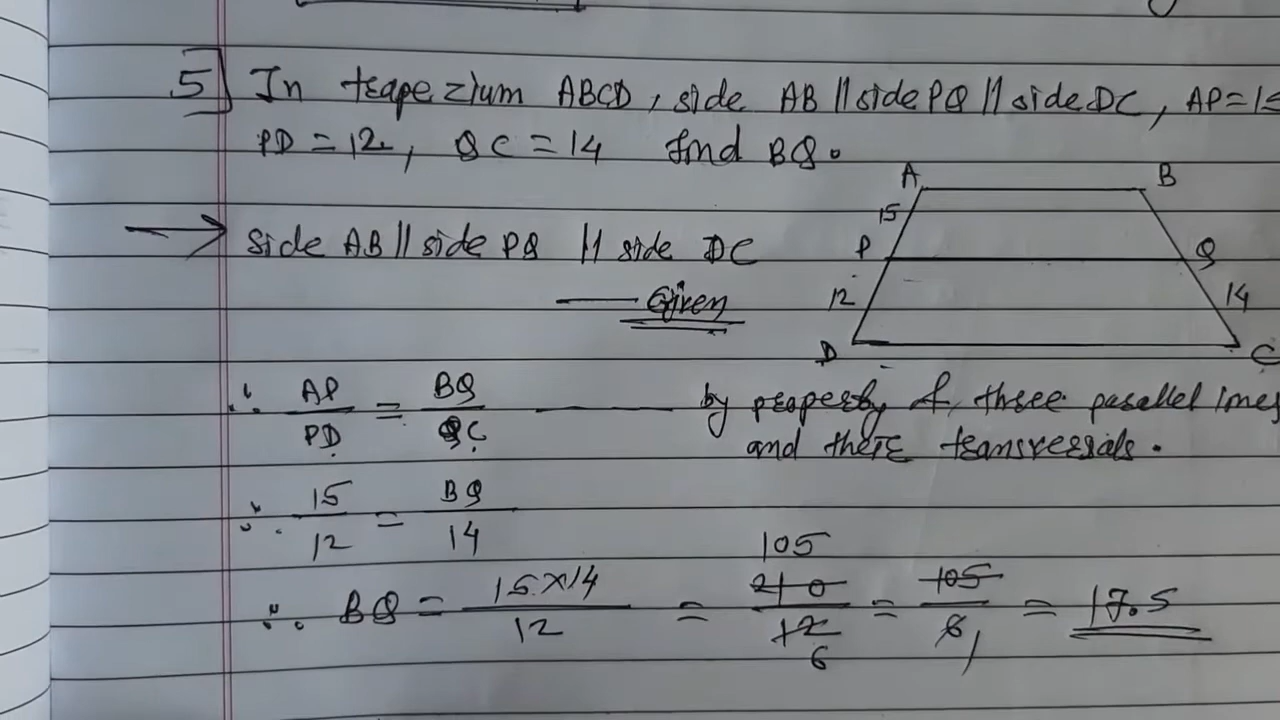 5] In trapezium ABCD, side AB || side PQ || side DC, AP = 15
PD = 12, QC = 14 find BQ.
A B
15
P Q
12 14
D C
→ side AB || side PQ || side DC
—— Given
∴ AP/PD = BQ/QC —— by property of three parallel lines
and there transversals.
∴ 15/12 = BQ/14
∴ BQ = 15×14/12 = 210/12 = 105/6 = 17.5
105
6